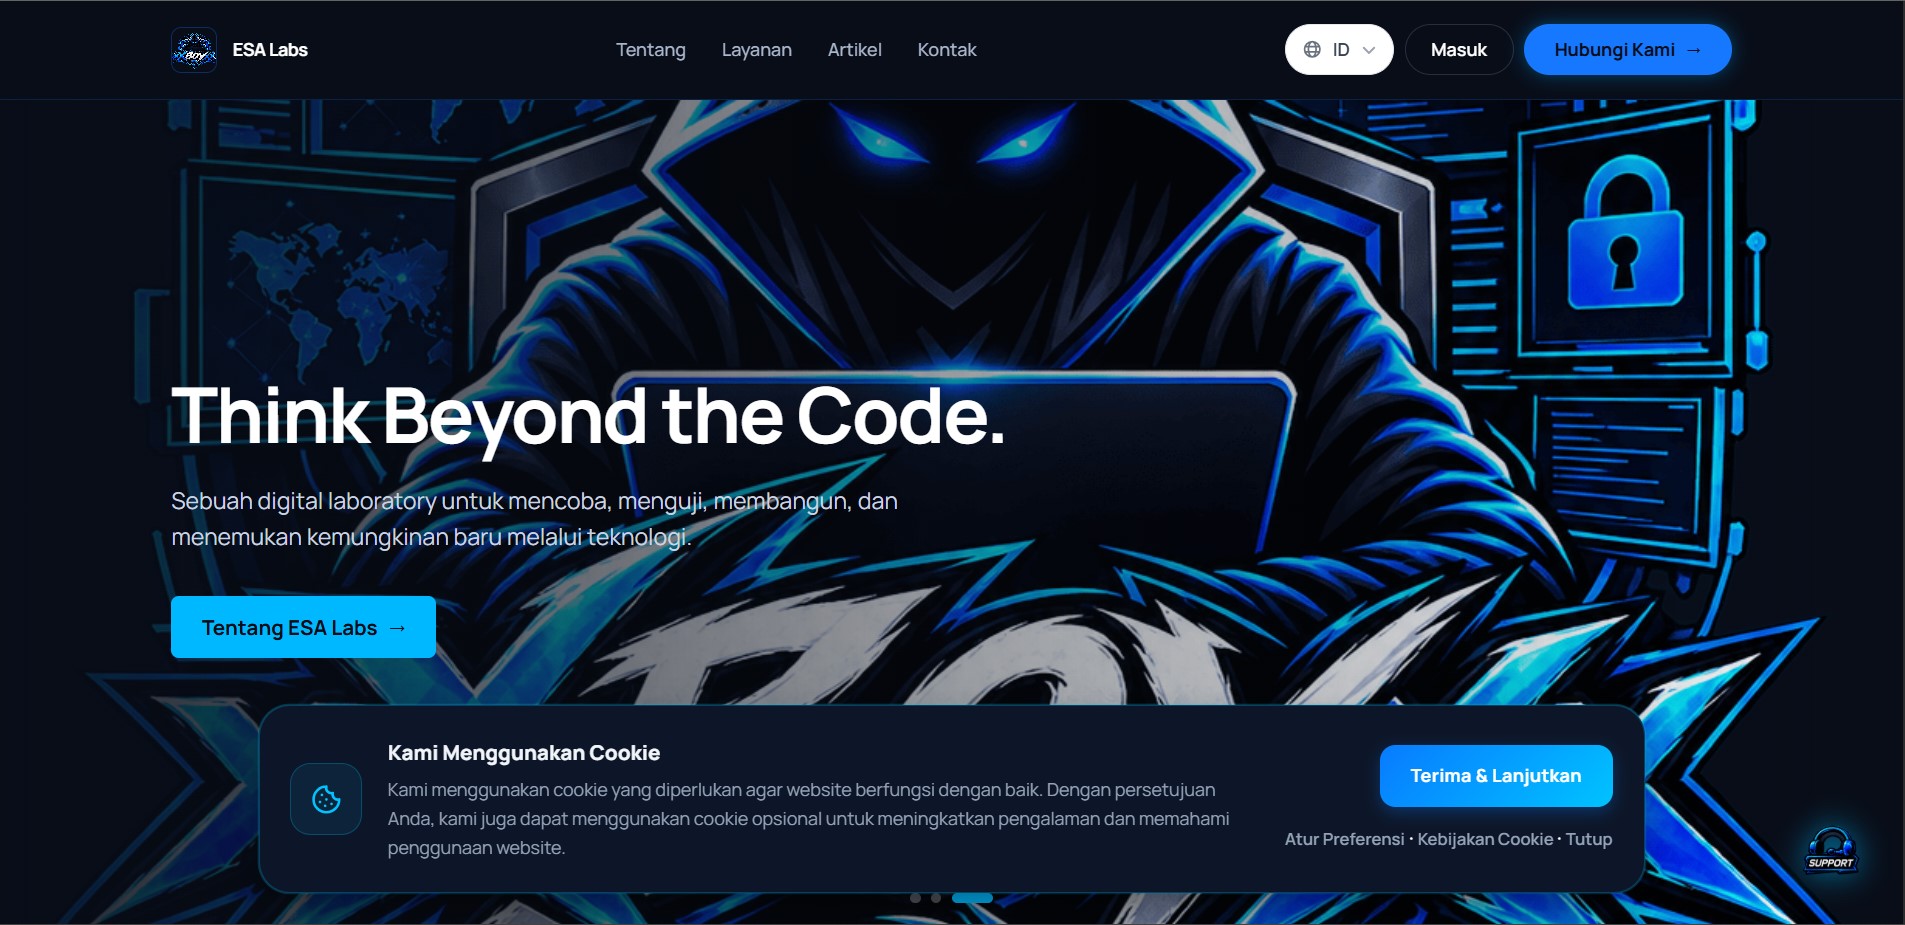 BOY
ESA Labs
Tentang
Layanan
Artikel
Kontak
ID
Masuk
Hubungi Kami →
Think Beyond the Code.
Sebuah digital laboratory untuk mencoba, menguji, membangun, dan
menemukan kemungkinan baru melalui teknologi.
Tentang ESA Labs →
Kami Menggunakan Cookie
Kami menggunakan cookie yang diperlukan agar website berfungsi dengan baik. Dengan persetujuan
Anda, kami juga dapat menggunakan cookie opsional untuk meningkatkan pengalaman dan memahami
penggunaan website.
Terima & Lanjutkan
Atur Preferensi · Kebijakan Cookie · Tutup
SUPPORT